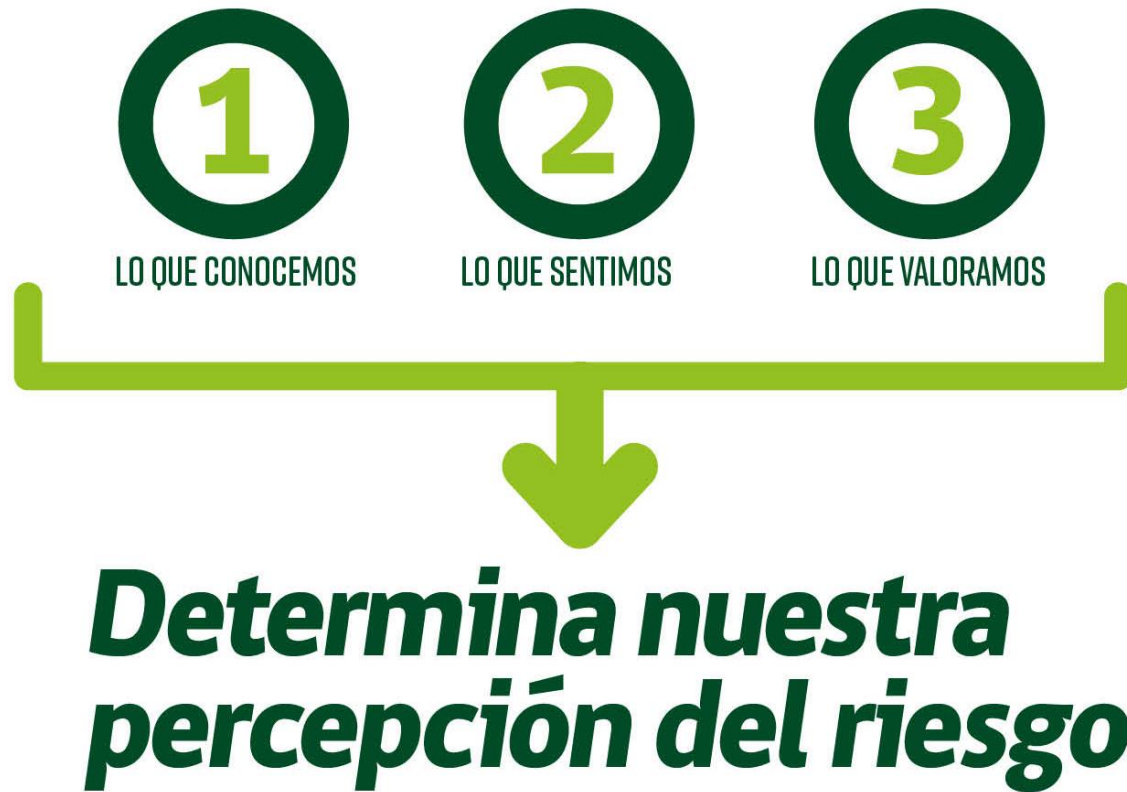 1
2
3
LO QUE CONOCEMOS
LO QUE SENTIMOS
LO QUE VALORAMOS
Determina nuestra
percepción del riesgo